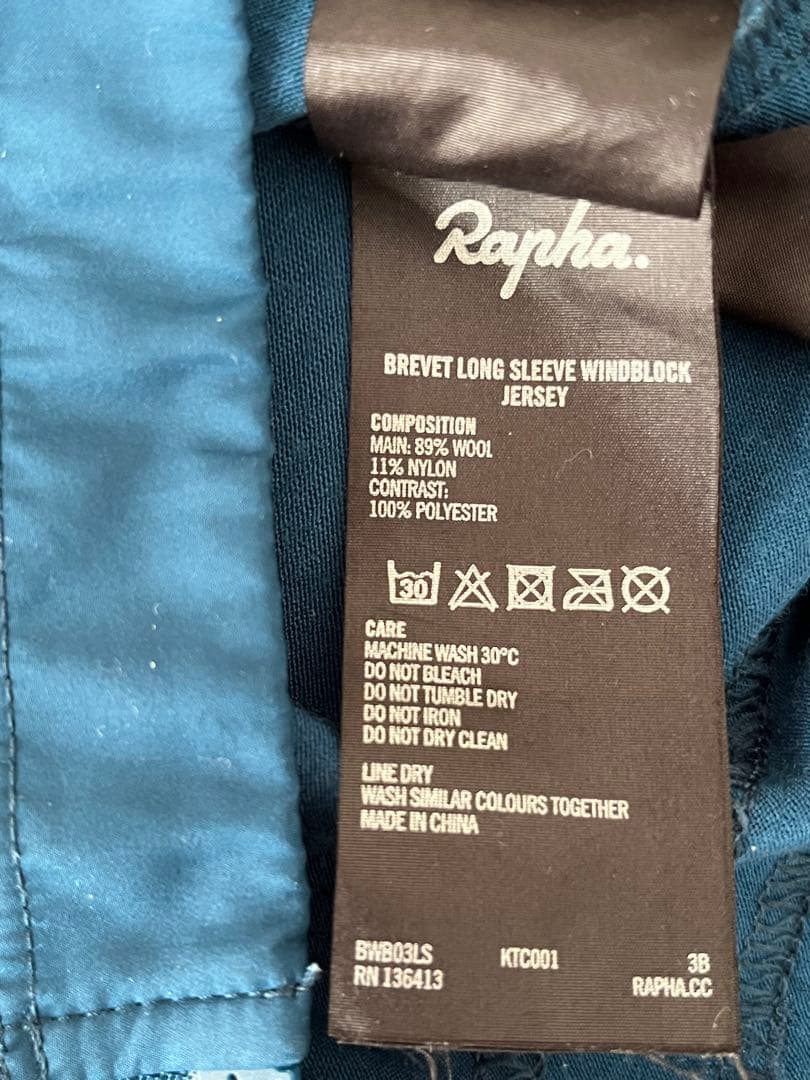 Rapha.
BREVET LONG SLEEVE WINDBLOCK
JERSEY
COMPOSITION
MAIN: 89% WOOL
11% NYLON
CONTRAST:
100% POLYESTER
30
CARE
MACHINE WASH 30°C
DO NOT BLEACH
DO NOT TUMBLE DRY
DO NOT IRON
DO NOT DRY CLEAN
LINE DRY
WASH SIMILAR COLOURS TOGETHER
MADE IN CHINA
BWB03LS KTC001 3B
RN 136413 RAPHA.CC